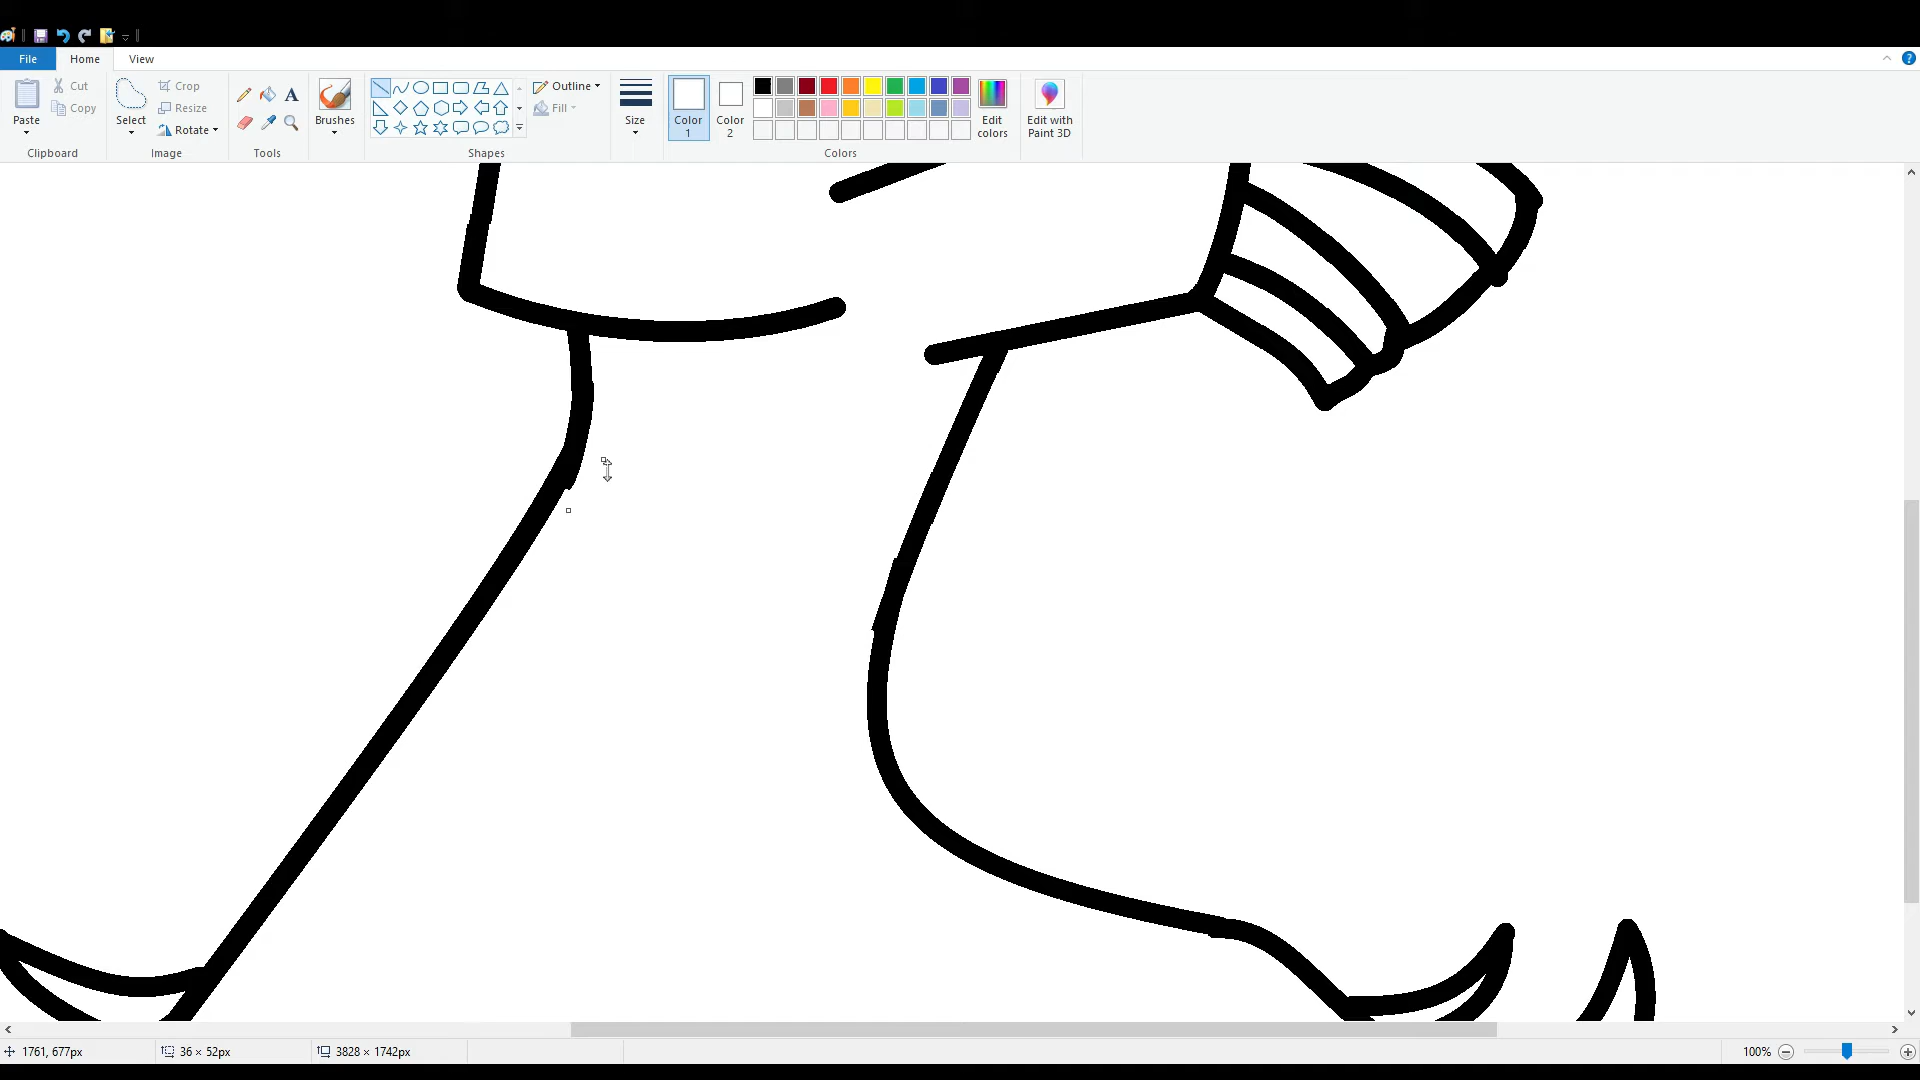 File Home View
Paste
Cut
Copy
Clipboard
Select
Crop
Resize
Rotate
Image
A
Tools
Brushes
Shapes
Outline
Fill
Size
Color 1
Color 2
Colors
Edit colors
Edit with Paint 3D
?
1761, 677px
36 × 52px
3828 × 1742px
100%